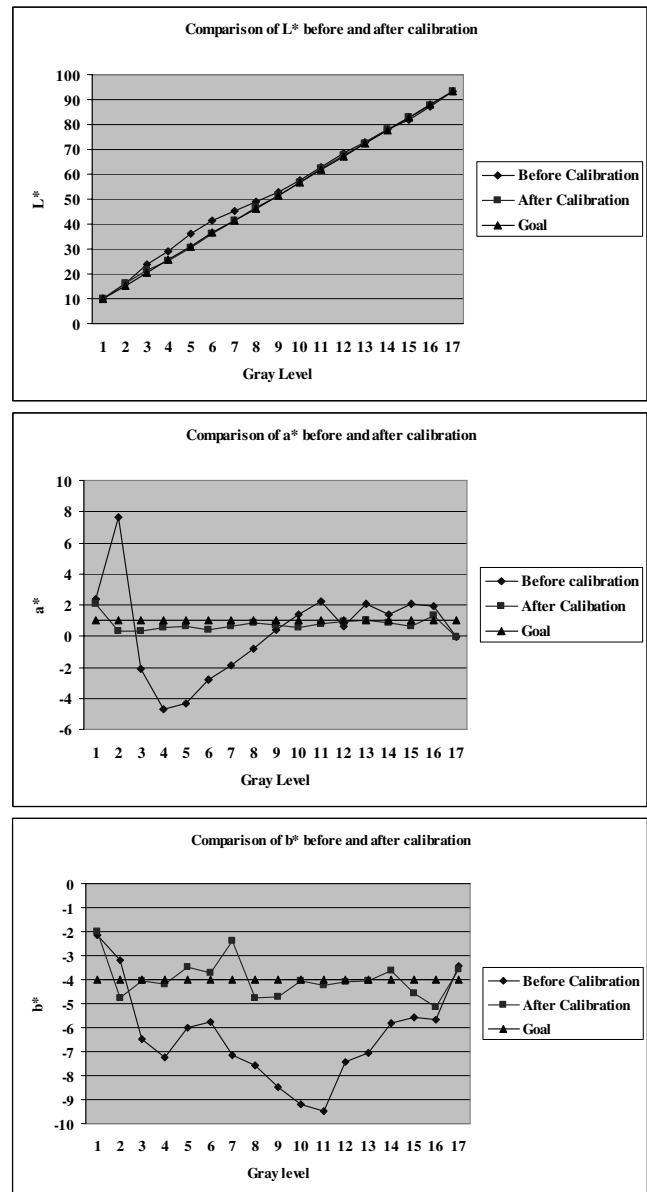 Comparison of L* before and after calibration
100
90
80
70
60
50
40
30
20
10
0
L*
1 2 3 4 5 6 7 8 9 10 11 12 13 14 15 16 17
Gray Level
Before Calibration
After Calibration
Goal
Comparison of a* before and after calibration
10
8
6
4
2
0
-2
-4
-6
a*
1 2 3 4 5 6 7 8 9 10 11 12 13 14 15 16 17
Gray Level
Before calibration
After Calibation
Goal
Comparison of b* before and after calibration
0
-1
-2
-3
-4
-5
-6
-7
-8
-9
-10
b*
1 2 3 4 5 6 7 8 9 10 11 12 13 14 15 16 17
Gray level
Before Calibration
After Calibration
Goal